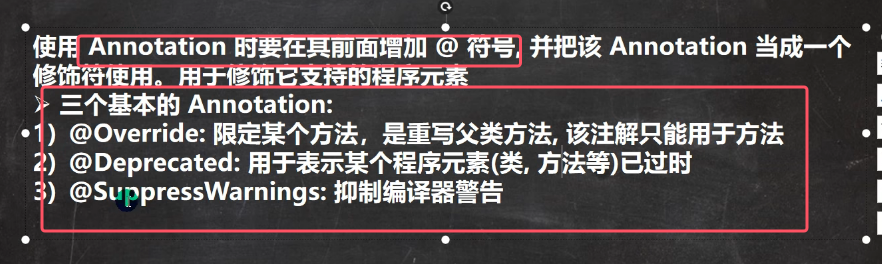 使用 Annotation 时要在其前面增加 @ 符号, 并把该 Annotation 当成一个
修饰符使用。用于修饰它支持的程序元素
➢ 三个基本的 Annotation:
1) @Override: 限定某个方法，是重写父类方法, 该注解只能用于方法
2) @Deprecated: 用于表示某个程序元素(类, 方法等)已过时
3) @SuppressWarnings: 抑制编译器警告